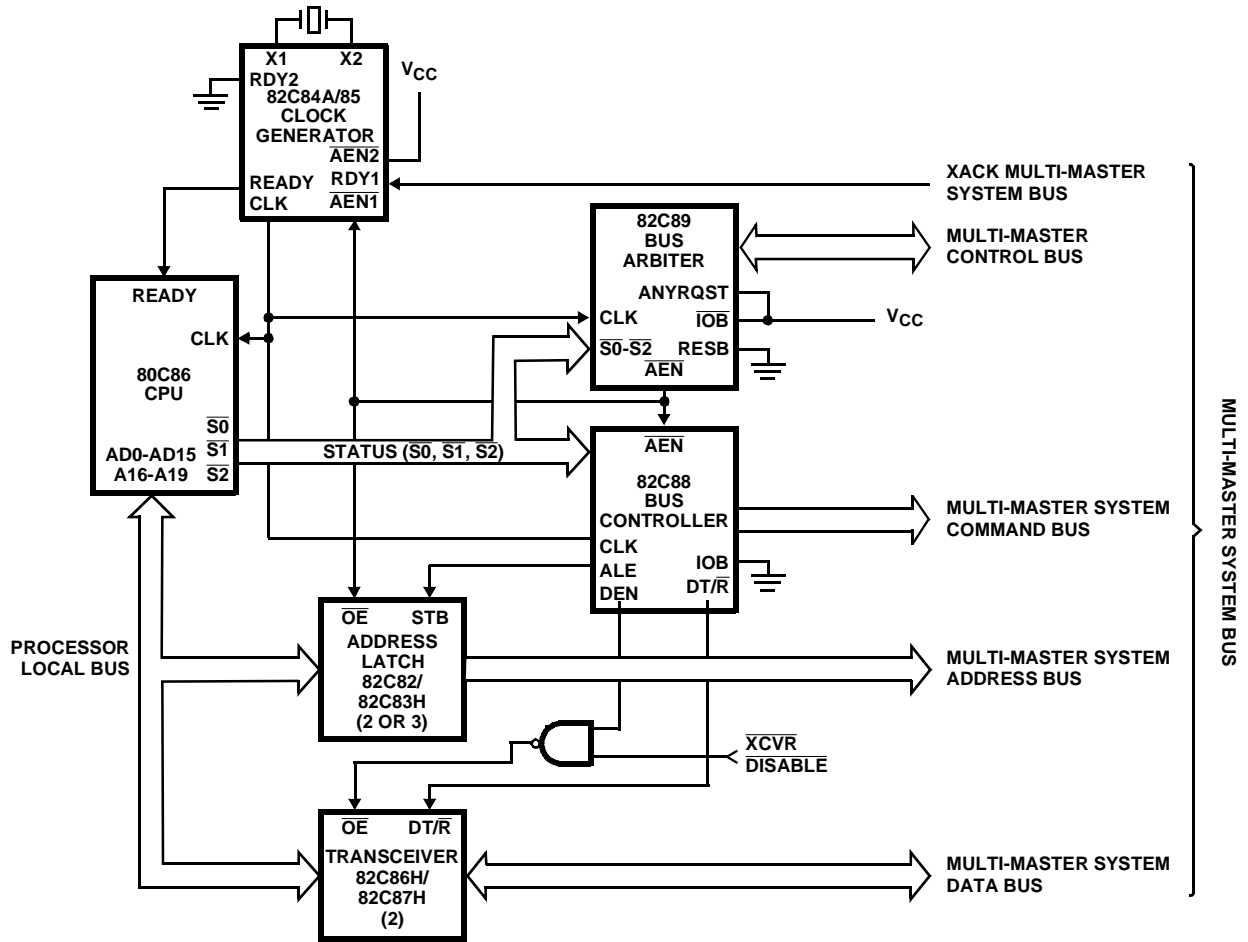 X1 X2
RDY2
82C84A/85
CLOCK
GENERATOR
AEN2
READY RDY1
CLK AEN1
VCC
XACK MULTI-MASTER
SYSTEM BUS
82C89
BUS
ARBITER
ANYRQST
CLK IOB
S0-S2 RESB
AEN
MULTI-MASTER
CONTROL BUS
VCC
READY
CLK
80C86
CPU
S0
AD0-AD15 S1
A16-A19 S2
STATUS (S0, S1, S2)
AEN
82C88
BUS
CONTROLLER
CLK
ALE IOB
DEN DT/R
MULTI-MASTER SYSTEM
COMMAND BUS
MULTI-MASTER SYSTEM BUS
PROCESSOR
LOCAL BUS
OE STB
ADDRESS
LATCH
82C82/
82C83H
(2 OR 3)
MULTI-MASTER SYSTEM
ADDRESS BUS
XCVR
DISABLE
OE DT/R
TRANSCEIVER
82C86H/
82C87H
(2)
MULTI-MASTER SYSTEM
DATA BUS